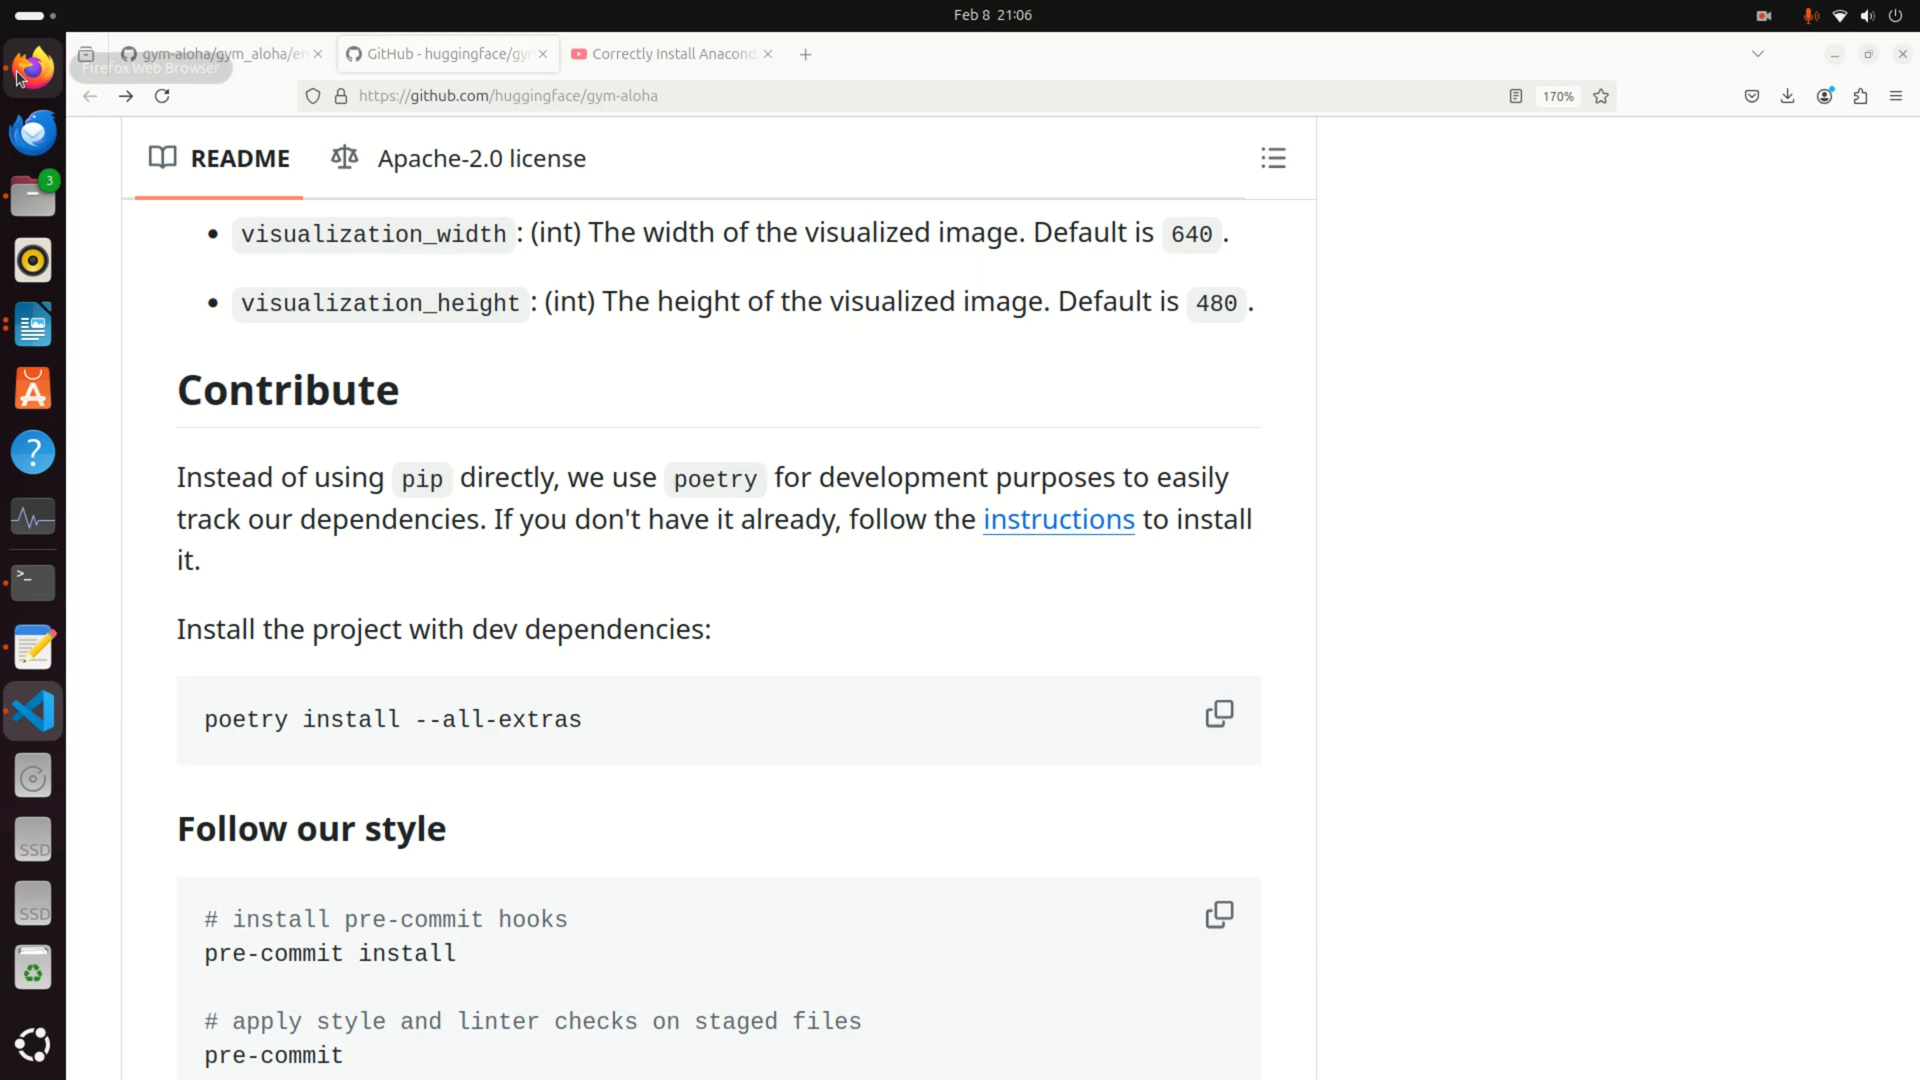 Feb 8 21:06
gym-aloha/gym_aloha/en
GitHub - huggingface/gyn
Correctly Install Anacond
Firefox Web Browser
https://github.com/huggingface/gym-aloha
170%
3
README
Apache-2.0 license
visualization_width: (int) The width of the visualized image. Default is 640.
visualization_height: (int) The height of the visualized image. Default is 480.
Contribute
Instead of using pip directly, we use poetry for development purposes to easily
track our dependencies. If you don't have it already, follow the instructions to install
it.
Install the project with dev dependencies:
poetry install --all-extras
Follow our style
# install pre-commit hooks
pre-commit install
# apply style and linter checks on staged files
pre-commit
SSD
SSD